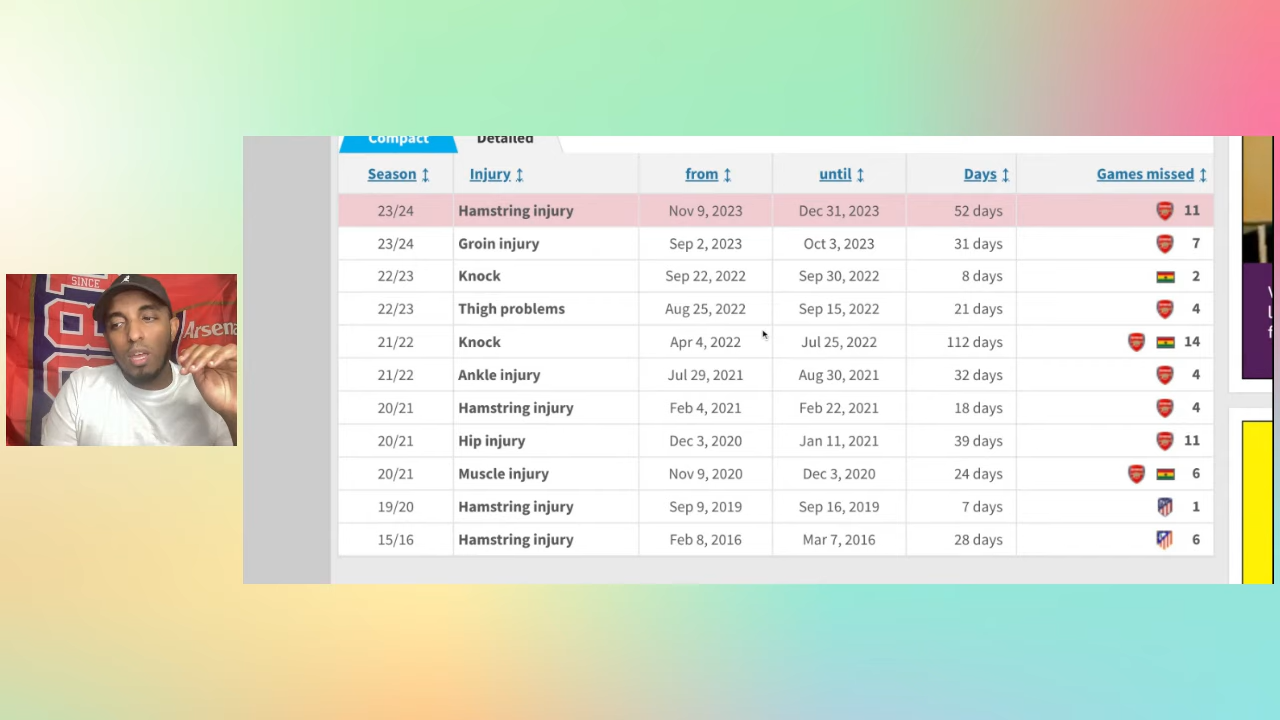 Compact Detailed
Season Injury from until Days Games missed
23/24 Hamstring injury Nov 9, 2023 Dec 31, 2023 52 days 11
23/24 Groin injury Sep 2, 2023 Oct 3, 2023 31 days 7
22/23 Knock Sep 22, 2022 Sep 30, 2022 8 days 2
22/23 Thigh problems Aug 25, 2022 Sep 15, 2022 21 days 4
21/22 Knock Apr 4, 2022 Jul 25, 2022 112 days 14
21/22 Ankle injury Jul 29, 2021 Aug 30, 2021 32 days 4
20/21 Hamstring injury Feb 4, 2021 Feb 22, 2021 18 days 4
20/21 Hip injury Dec 3, 2020 Jan 11, 2021 39 days 11
20/21 Muscle injury Nov 9, 2020 Dec 3, 2020 24 days 6
19/20 Hamstring injury Sep 9, 2019 Sep 16, 2019 7 days 1
15/16 Hamstring injury Feb 8, 2016 Mar 7, 2016 28 days 6
SINCE
Arsena